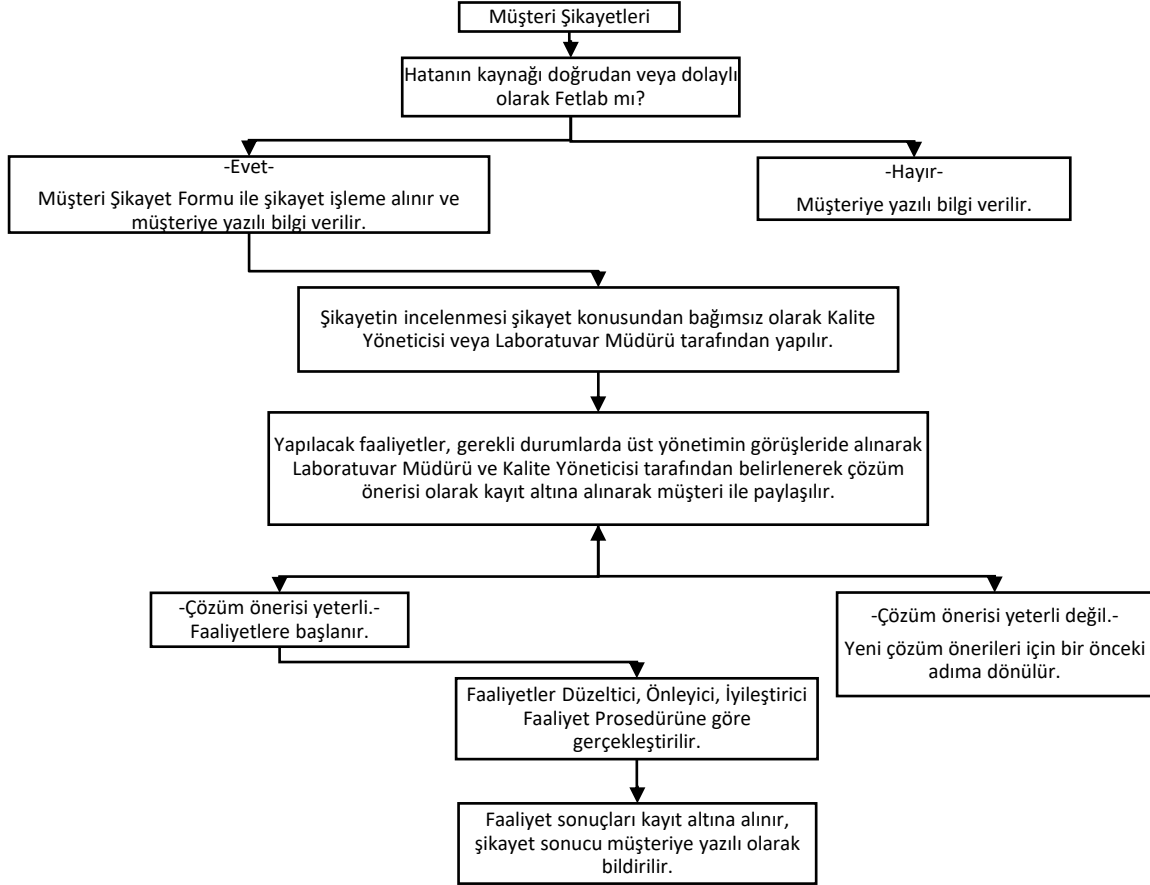 Müşteri Şikayetleri
Hatanın kaynağı doğrudan veya dolaylı
olarak Fetlab mı?
-Evet-
Müşteri Şikayet Formu ile şikayet işleme alınır ve
müşteriye yazılı bilgi verilir.
-Hayır-
Müşteriye yazılı bilgi verilir.
Şikayetin incelenmesi şikayet konusundan bağımsız olarak Kalite
Yöneticisi veya Laboratuvar Müdürü tarafından yapılır.
Yapılacak faaliyetler, gerekli durumlarda üst yönetimin görüşleride alınarak
Laboratuvar Müdürü ve Kalite Yöneticisi tarafından belirlenerek çözüm
önerisi olarak kayıt altına alınarak müşteri ile paylaşılır.
-Çözüm önerisi yeterli.-
Faaliyetlere başlanır.
-Çözüm önerisi yeterli değil.-
Yeni çözüm önerileri için bir önceki
adıma dönülür.
Faaliyetler Düzeltici, Önleyici, İyileştirici
Faaliyet Prosedürüne göre
gerçekleştirilir.
Faaliyet sonuçları kayıt altına alınır,
şikayet sonucu müşteriye yazılı olarak
bildirilir.